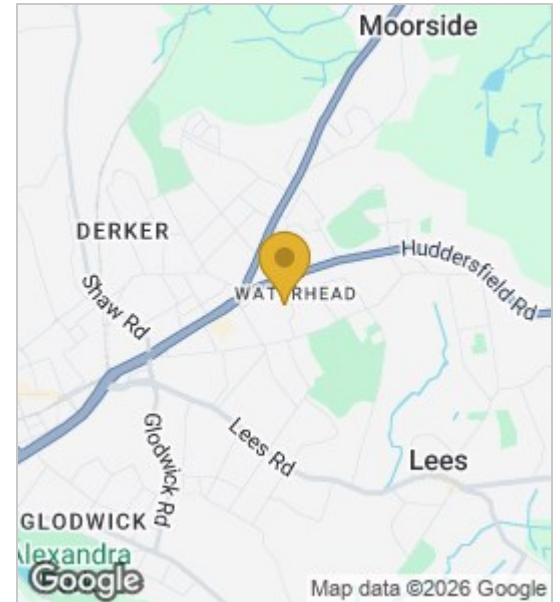 Moorside
DERKER
Huddersfield Rd
WATERHEAD
Shaw Rd
Glodwick Rd
Lees Rd
Lees
GLODWICK
Alexandra
Google
Map data ©2026 Google